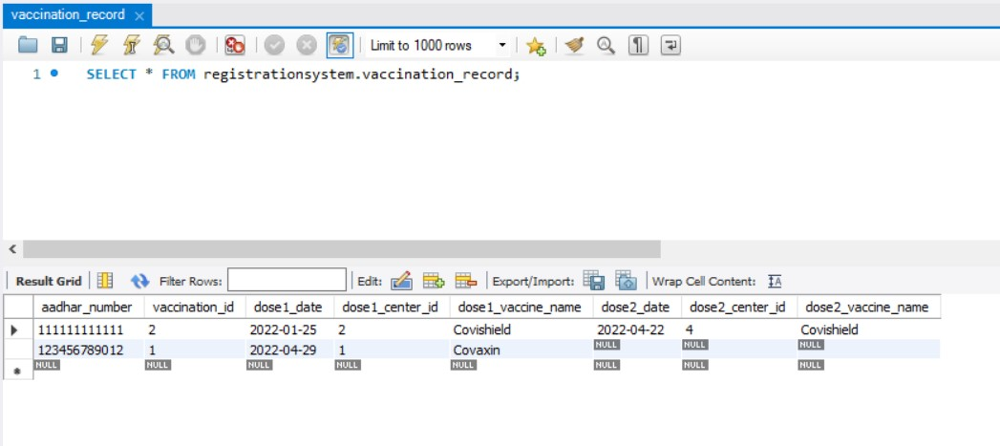 vaccination_record
Limit to 1000 rows
1 SELECT * FROM registrationsystem.vaccination_record;
Result Grid Filter Rows: Edit: Export/Import: Wrap Cell Content: IA
aadhar_number vaccination_id dose1_date dose1_center_id dose1_vaccine_name dose2_date dose2_center_id dose2_vaccine_name
111111111111 2 2022-01-25 2 Covishield 2022-04-22 4 Covishield
123456789012 1 2022-04-29 1 Covaxin NULL NULL NULL
NULL NULL NULL NULL NULL NULL NULL NULL